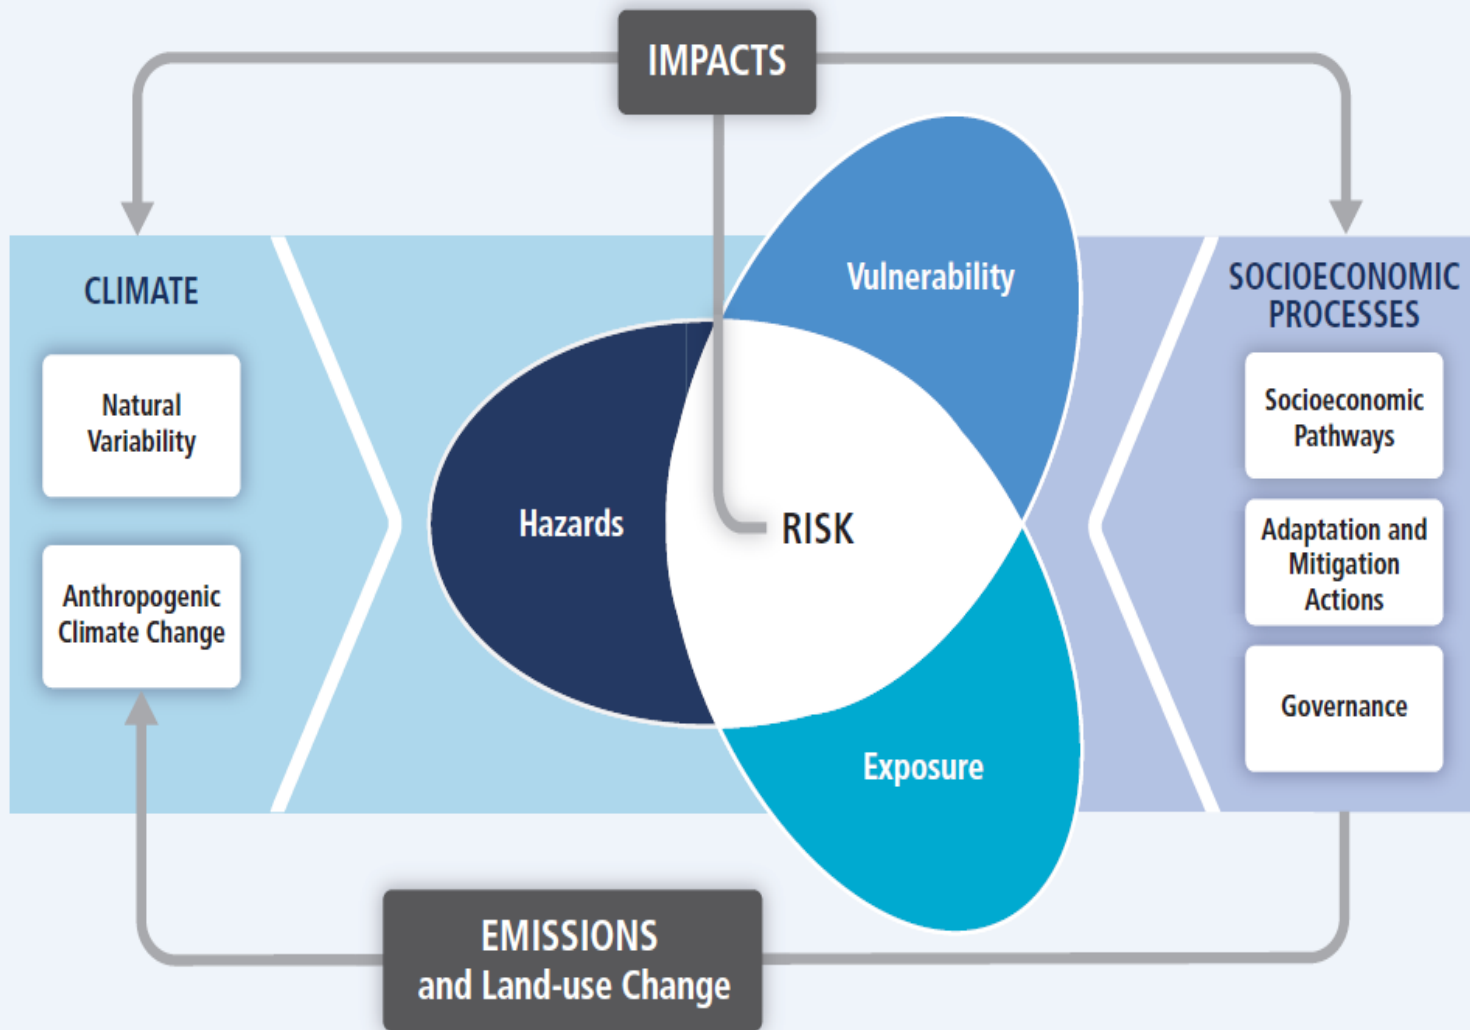 IMPACTS
CLIMATE
Natural
Variability
Anthropogenic
Climate Change
Vulnerability
Hazards
RISK
Exposure
SOCIOECONOMIC
PROCESSES
Socioeconomic
Pathways
Adaptation and
Mitigation
Actions
Governance
EMISSIONS
and Land-use Change